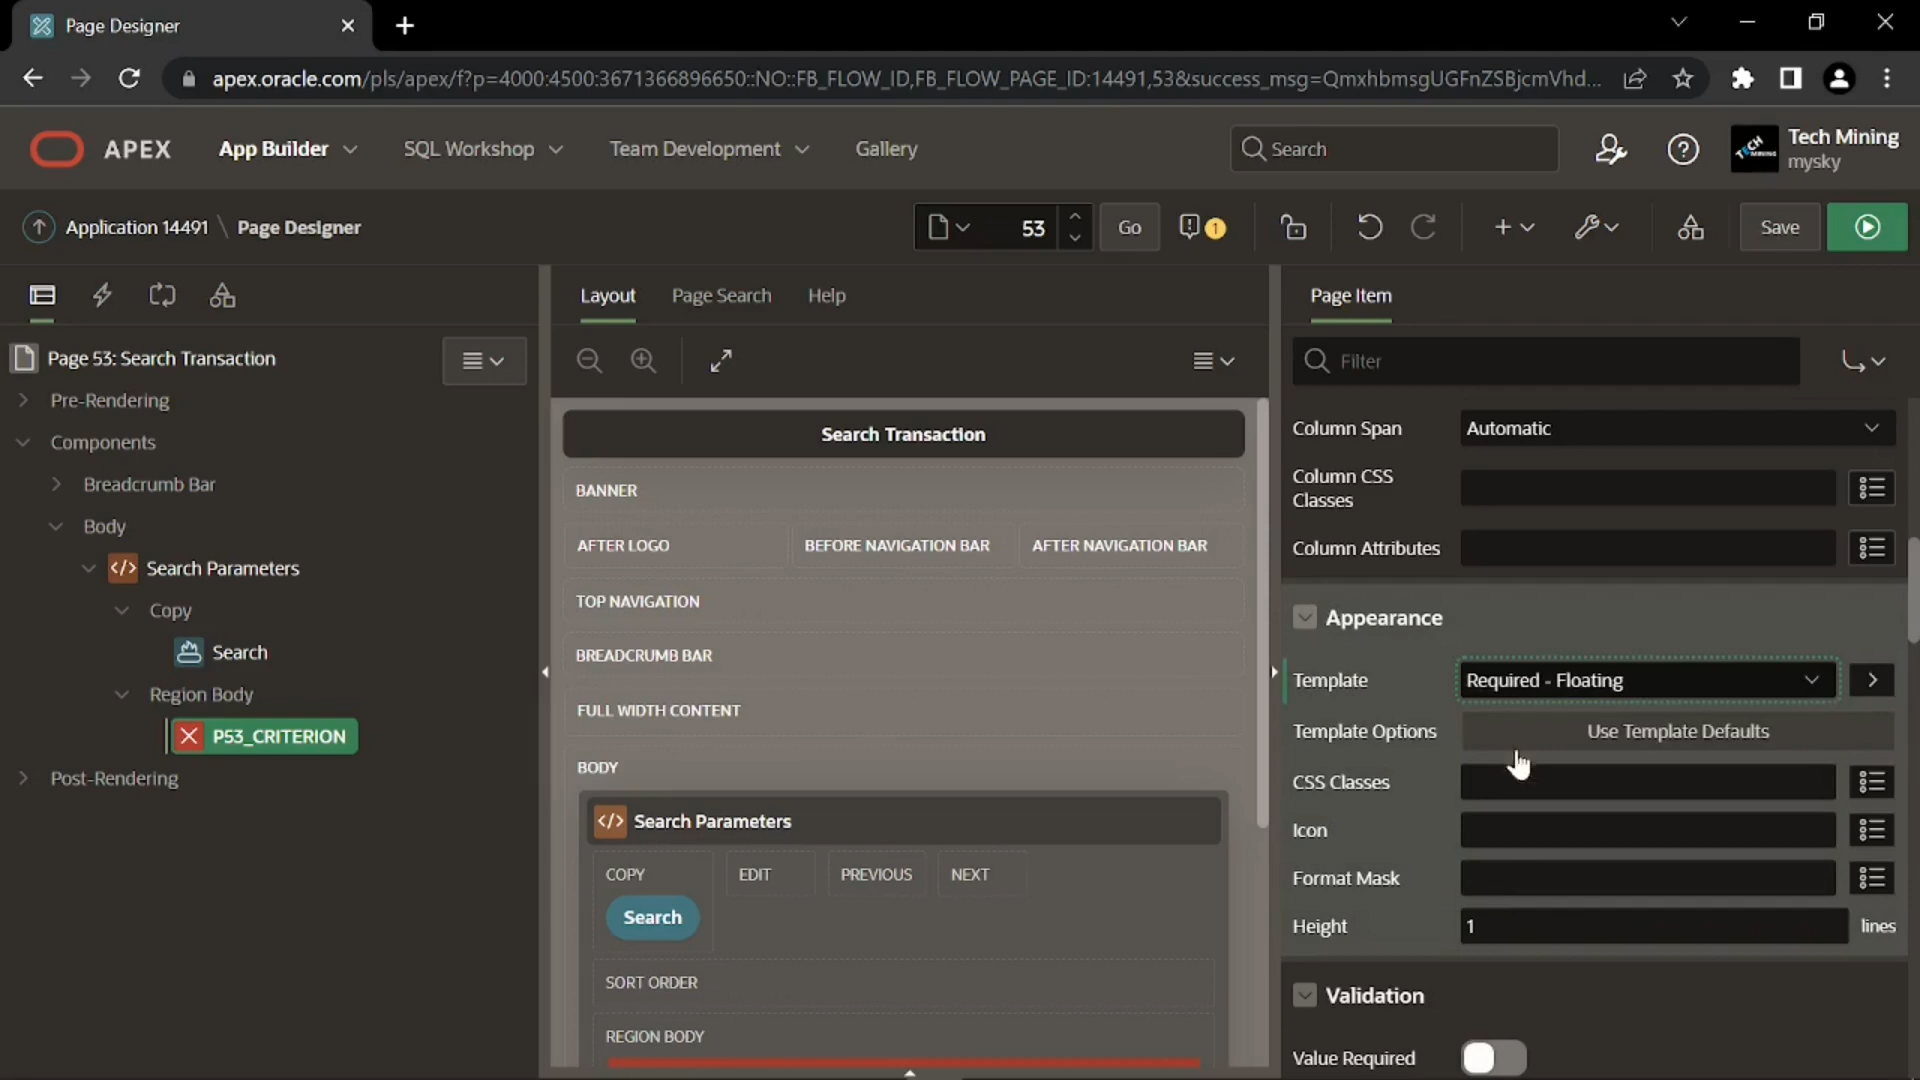 Page Designer
apex.oracle.com/pls/apex/f?p=4000:4500:3671366896650::NO::FB_FLOW_ID,FB_FLOW_PAGE_ID:14491,53&success_msg=QmxhbmsgUGFnZSBjcmVhd...
APEX App Builder SQL Workshop Team Development Gallery Search Tech Mining
mysky
Application 14491 \ Page Designer 53 Go 1 Save
Layout Page Search Help Page Item
Page 53: Search Transaction
Pre-Rendering
Components
Breadcrumb Bar
Body
Search Parameters
Copy
Search
Region Body
P53_CRITERION
Post-Rendering
Search Transaction
BANNER
AFTER LOGO BEFORE NAVIGATION BAR AFTER NAVIGATION BAR
TOP NAVIGATION
BREADCRUMB BAR
FULL WIDTH CONTENT
BODY
Search Parameters
COPY EDIT PREVIOUS NEXT
Search
SORT ORDER
REGION BODY
Filter
Column Span Automatic
Column CSS
Classes
Column Attributes
Appearance
Template Required - Floating
Template Options Use Template Defaults
CSS Classes
Icon
Format Mask
Height 1 lines
Validation
Value Required